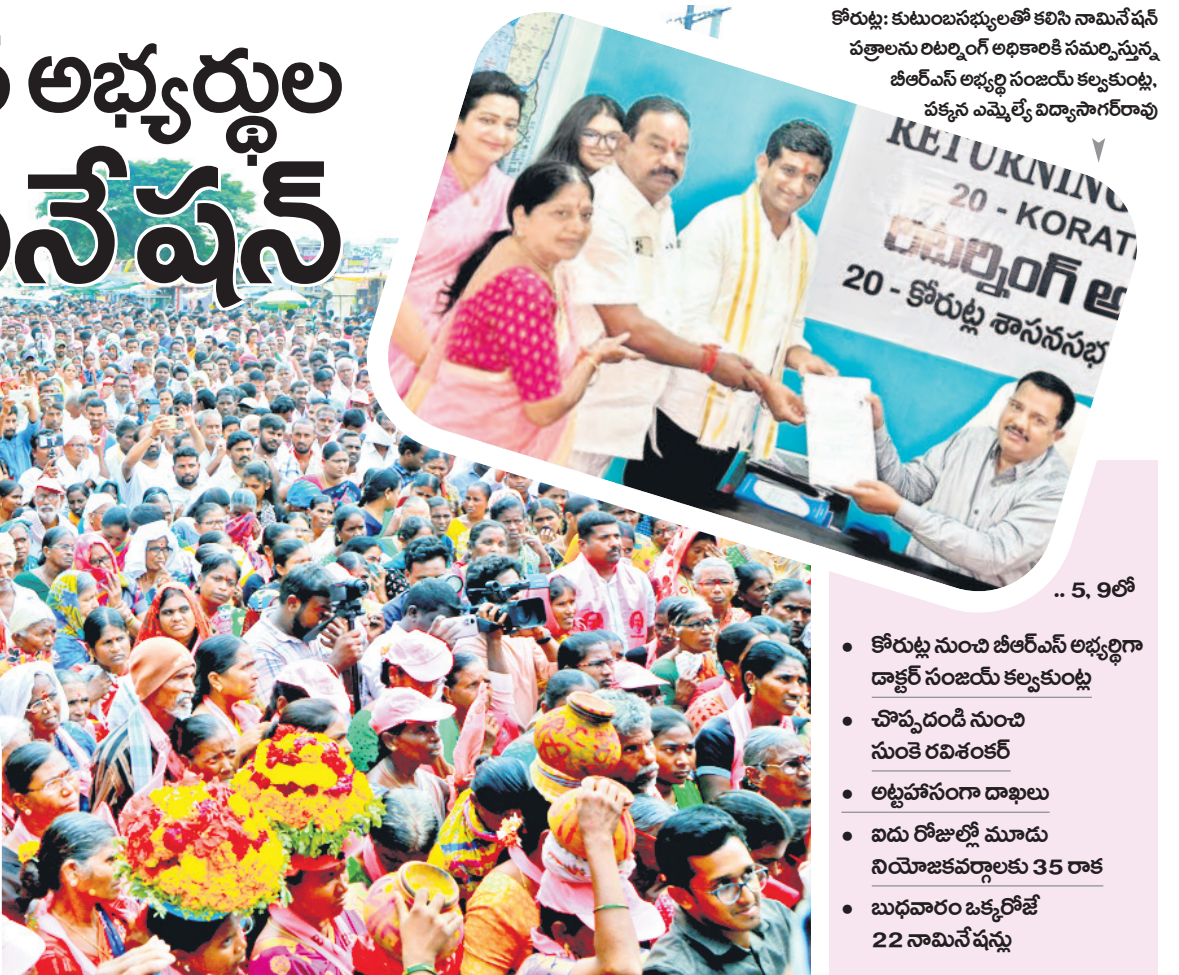 అభ్యర్థుల
నేషన్
కోరుట్ల: కుటుంబసభ్యులతో కలిసి నామినేషన్
పత్రాలను రిటర్నింగ్ అధికారికి సమర్పిస్తున్న
బీఆర్ఎస్ అభ్యర్థి సంజయ్ కల్వకుంట్ల,
పక్కన ఎమ్మెల్యే విద్యాసాగర్‌రావు
RETURNING
20 - KORAT
రిటర్నింగ్ అ
20 - కోరుట్ల శాసనసభ
.. 5, 9లో
• కోరుట్ల నుంచి బీఆర్ఎస్ అభ్యర్థిగా
డాక్టర్ సంజయ్ కల్వకుంట్ల
• చొప్పదండి నుంచి
సుంకె రవిశంకర్
• అట్టహాసంగా దాఖలు
• ఐదు రోజుల్లో మూడు
నియోజకవర్గాలకు 35 రాక
• బుధవారం ఒక్కరోజే
22 నామినేషన్లు